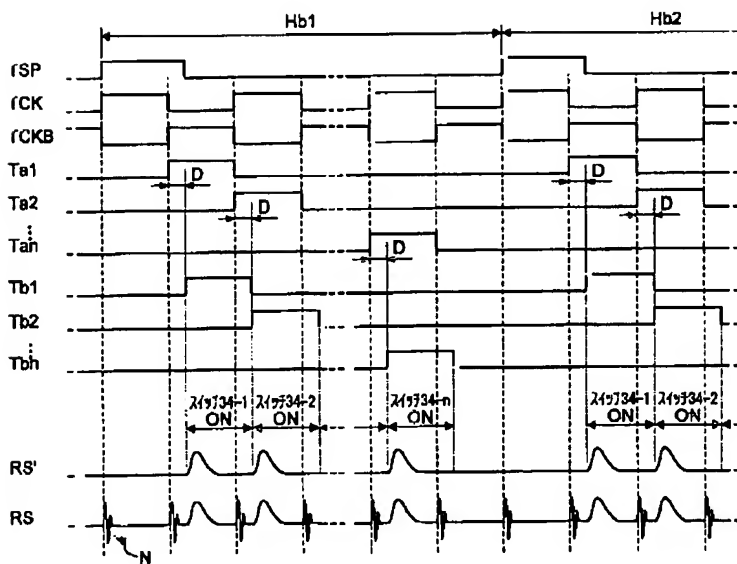 Hb1 Hb2
rSP
rCK
rCKB
Ta1 D D
Ta2 D D
Tan D
Tb1
Tb2
Tbn
スイッチ34-1 スイッチ34-2 スイッチ34-n スイッチ34-1 スイッチ34-2
ON ON ON ON ON
RS'
RS
N